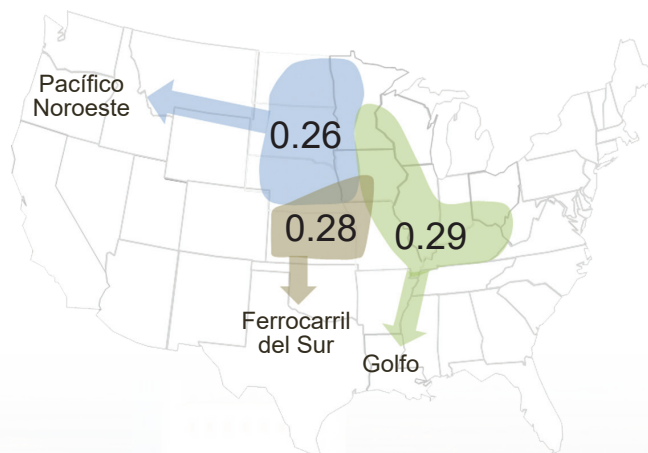 Pacífico
Noroeste
0.26
0.28
0.29
Ferrocarril
del Sur
Golfo